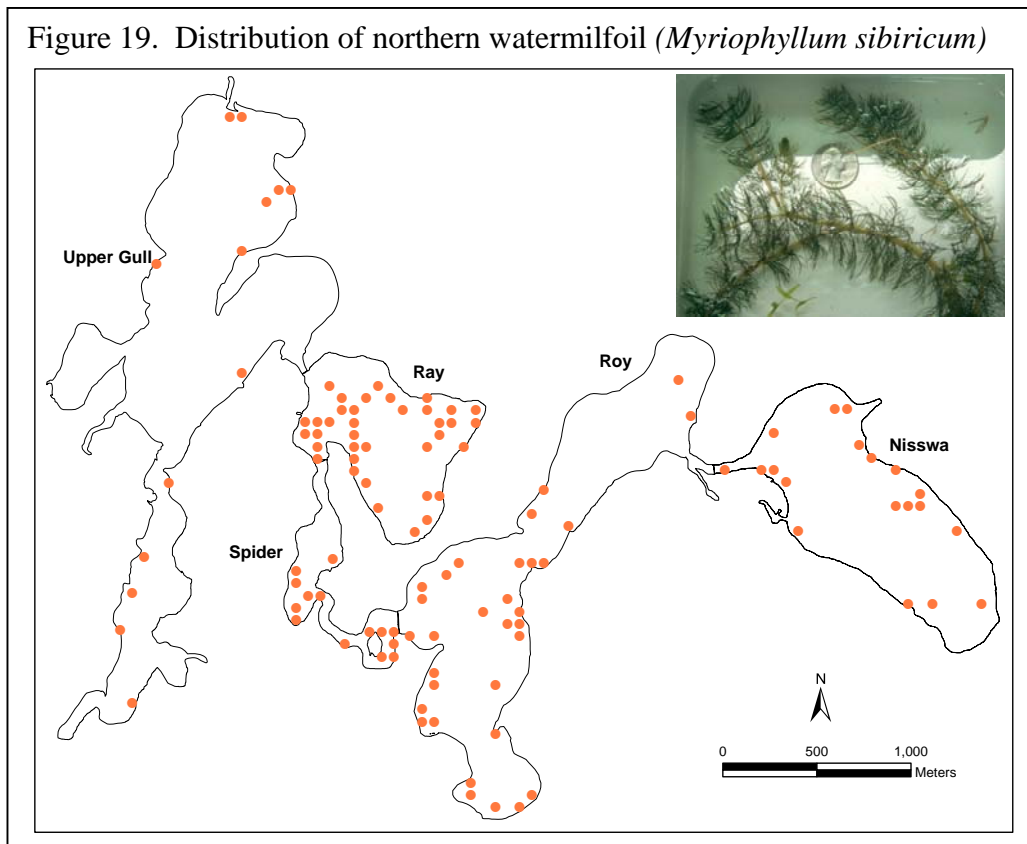 Figure 19. Distribution of northern watermilfoil (Myriophyllum sibiricum)
Upper Gull
Ray
Roy
Nisswa
Spider
N
0 500 1,000
Meters